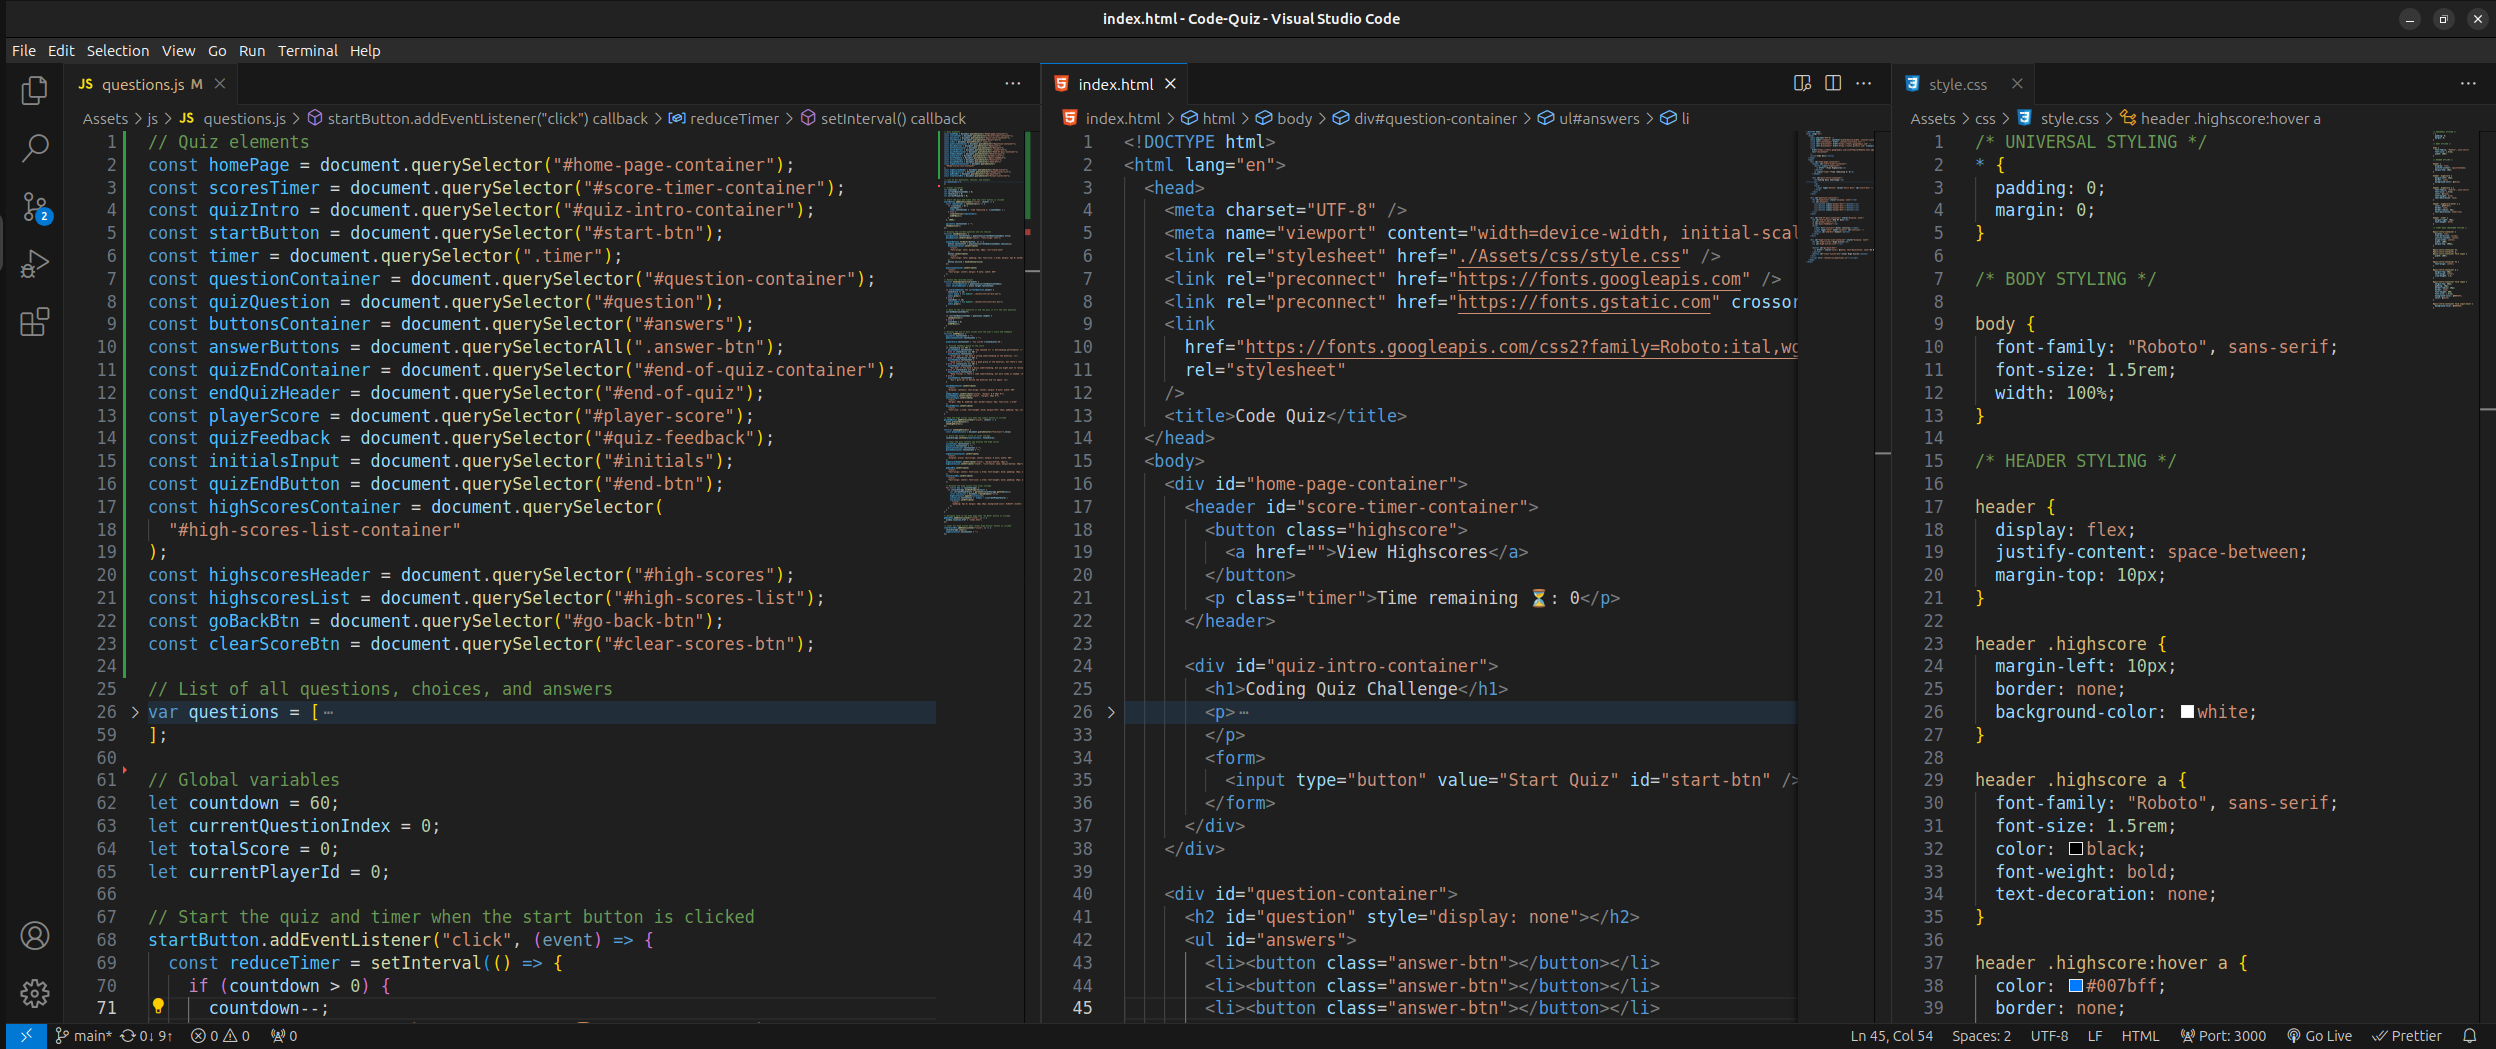 index.html - Code-Quiz - Visual Studio Code
File Edit Selection View Go Run Terminal Help
JS questions.js M
Assets > js > JS questions.js > startButton.addEventListener("click") callback > reduceTimer > setInterval() callback
1 // Quiz elements
2 const homePage = document.querySelector("#home-page-container");
3 const scoresTimer = document.querySelector("#score-timer-container");
4 const quizIntro = document.querySelector("#quiz-intro-container");
5 const startButton = document.querySelector("#start-btn");
6 const timer = document.querySelector(".timer");
7 const questionContainer = document.querySelector("#question-container");
8 const quizQuestion = document.querySelector("#question");
9 const buttonsContainer = document.querySelector("#answers");
10 const answerButtons = document.querySelectorAll(".answer-btn");
11 const quizEndContainer = document.querySelector("#end-of-quiz-container");
12 const endQuizHeader = document.querySelector("#end-of-quiz");
13 const playerScore = document.querySelector("#player-score");
14 const quizFeedback = document.querySelector("#quiz-feedback");
15 const initialsInput = document.querySelector("#initials");
16 const quizEndButton = document.querySelector("#end-btn");
17 const highScoresContainer = document.querySelector(
18 "#high-scores-list-container"
19 );
20 const highscoresHeader = document.querySelector("#high-scores");
21 const highscoresList = document.querySelector("#high-scores-list");
22 const goBackBtn = document.querySelector("#go-back-btn");
23 const clearScoreBtn = document.querySelector("#clear-scores-btn");
24
25 // List of all questions, choices, and answers
26 var questions = [ ⋯
59 ];
60
61 // Global variables
62 let countdown = 60;
63 let currentQuestionIndex = 0;
64 let totalScore = 0;
65 let currentPlayerId = 0;
66
67 // Start the quiz and timer when the start button is clicked
68 startButton.addEventListener("click", (event) => {
69 const reduceTimer = setInterval(() => {
70 if (countdown > 0) {
71 countdown--;
index.html
index.html > html > body > div#question-container > ul#answers > li
1 <!DOCTYPE html>
2 <html lang="en">
3 <head>
4 <meta charset="UTF-8" />
5 <meta name="viewport" content="width=device-width, initial-scal
6 <link rel="stylesheet" href="./Assets/css/style.css" />
7 <link rel="preconnect" href="https://fonts.googleapis.com" />
8 <link rel="preconnect" href="https://fonts.gstatic.com" crossor
9 <link
10 href="https://fonts.googleapis.com/css2?family=Roboto:ital,wg
11 rel="stylesheet"
12 />
13 <title>Code Quiz</title>
14 </head>
15 <body>
16 <div id="home-page-container">
17 <header id="score-timer-container">
18 <button class="highscore">
19 <a href="">View Highscores</a>
20 </button>
21 <p class="timer">Time remaining ⏳: 0</p>
22 </header>
23
24 <div id="quiz-intro-container">
25 <h1>Coding Quiz Challenge</h1>
26 <p> ⋯
33 </p>
34 <form>
35 <input type="button" value="Start Quiz" id="start-btn" />
36 </form>
37 </div>
38 </div>
39
40 <div id="question-container">
41 <h2 id="question" style="display: none"></h2>
42 <ul id="answers">
43 <li><button class="answer-btn"></button></li>
44 <li><button class="answer-btn"></button></li>
45 <li><button class="answer-btn"></button></li>
style.css
Assets > css > style.css > header .highscore:hover a
1 /* UNIVERSAL STYLING */
2 * {
3 padding: 0;
4 margin: 0;
5 }
6
7 /* BODY STYLING */
8
9 body {
10 font-family: "Roboto", sans-serif;
11 font-size: 1.5rem;
12 width: 100%;
13 }
14
15 /* HEADER STYLING */
16
17 header {
18 display: flex;
19 justify-content: space-between;
20 margin-top: 10px;
21 }
22
23 header .highscore {
24 margin-left: 10px;
25 border: none;
26 background-color: white;
27 }
28
29 header .highscore a {
30 font-family: "Roboto", sans-serif;
31 font-size: 1.5rem;
32 color: black;
33 font-weight: bold;
34 text-decoration: none;
35 }
36
37 header .highscore:hover a {
38 color: #007bff;
39 border: none;
2
main* 0↓ 9↑ 0 0 0
Ln 45, Col 54 Spaces: 2 UTF-8 LF HTML Port: 3000 Go Live Prettier